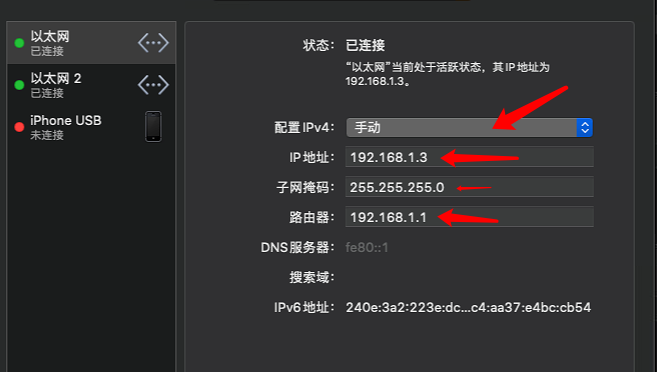 以太网
已连接
以太网 2
已连接
iPhone USB
未连接
状态： 已连接
“以太网”当前处于活跃状态，其 IP 地址为
192.168.1.3。
配置 IPv4： 手动
IP 地址： 192.168.1.3
子网掩码： 255.255.255.0
路由器： 192.168.1.1
DNS 服务器： fe80::1
搜索域：
IPv6 地址： 240e:3a2:223e:dc...c4:aa37:e4bc:cb54